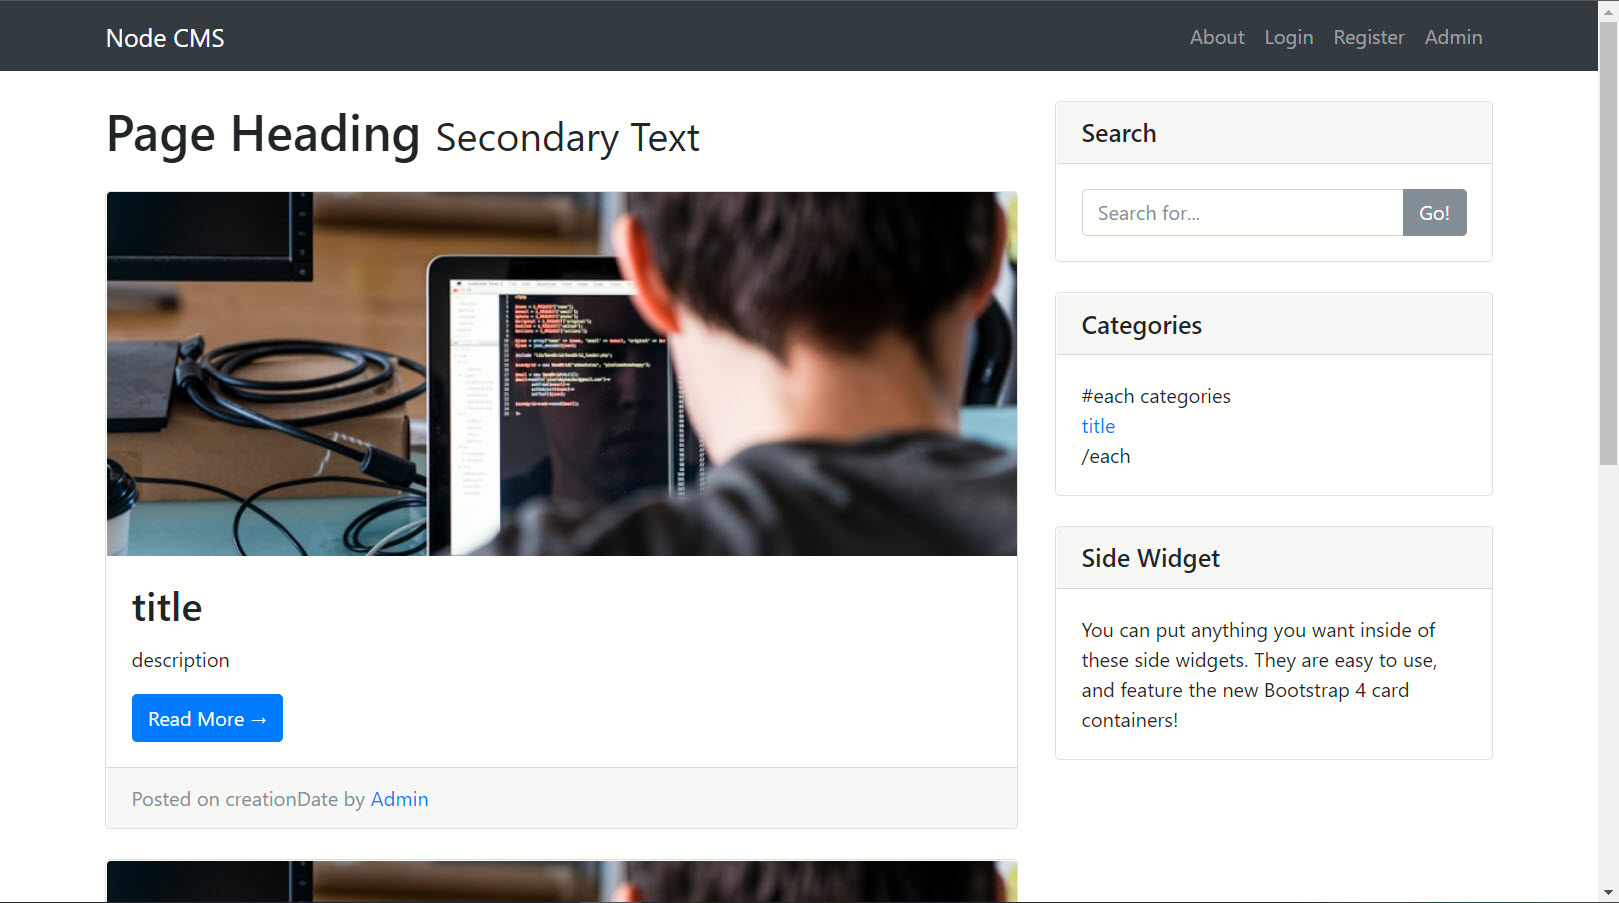 Node CMS
About Login Register Admin
Page Heading Secondary Text
title
description
Read More →
Posted on creationDate by Admin
Search
Search for...
Go!
Categories
#each categories
title
/each
Side Widget
You can put anything you want inside of
these side widgets. They are easy to use,
and feature the new Bootstrap 4 card
containers!